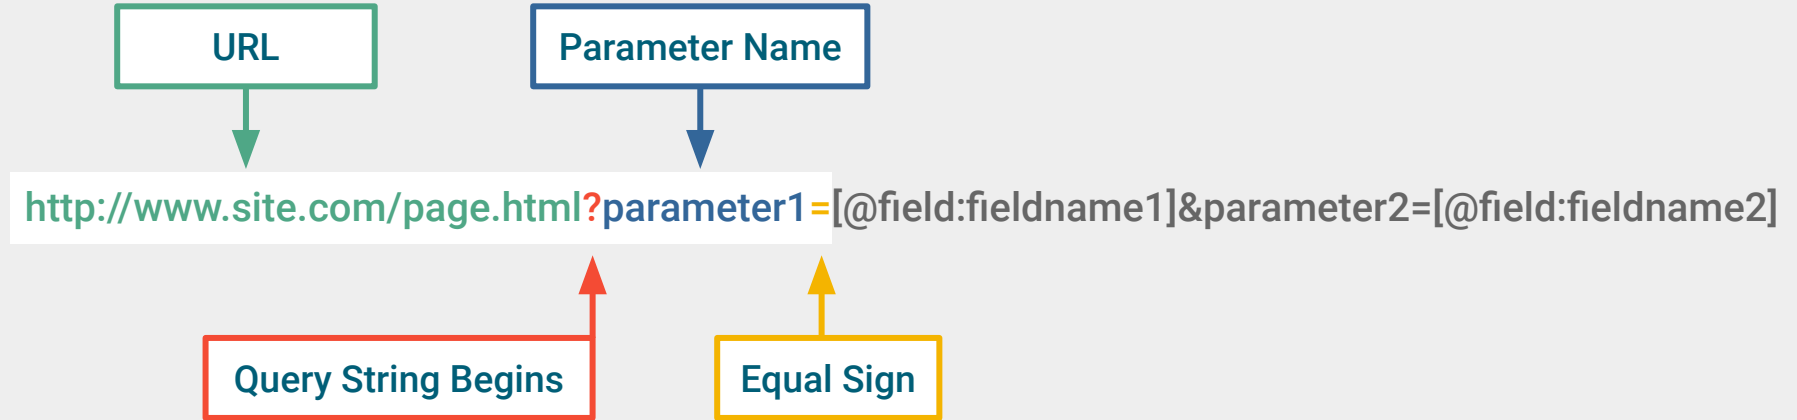 URL
Parameter Name
http://www.site.com/page.html?parameter1=[@field:fieldname1]&parameter2=[@field:fieldname2]
Query String Begins
Equal Sign